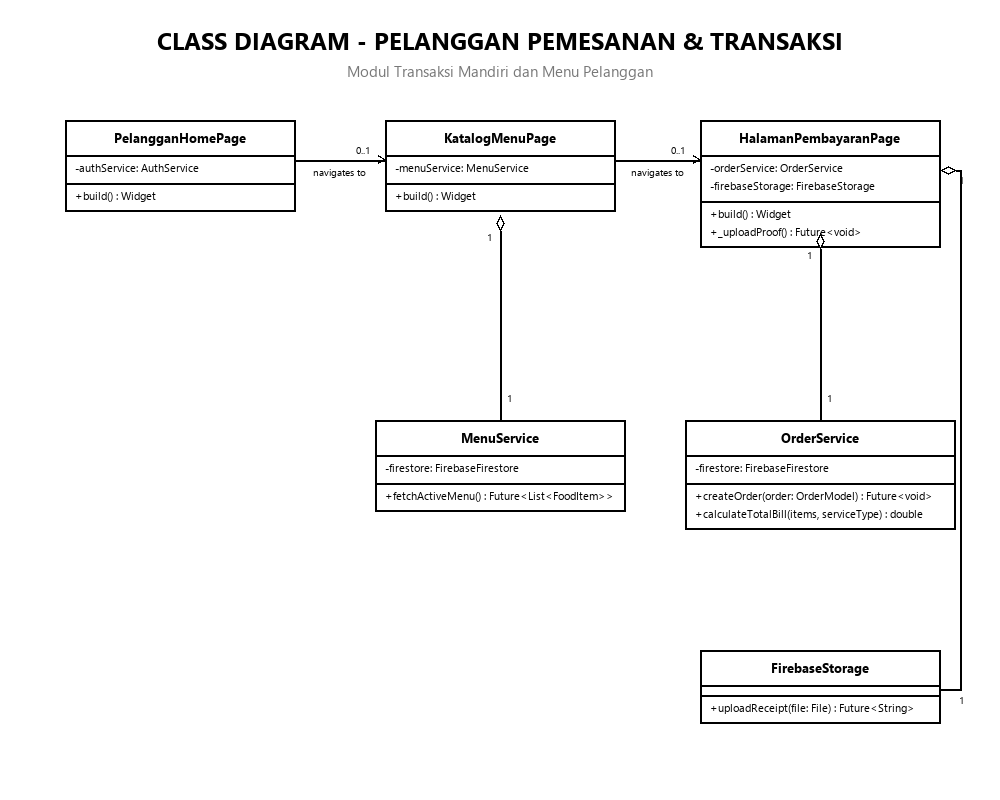 CLASS DIAGRAM - PELANGGAN PEMESANAN & TRANSAKSI
Modul Transaksi Mandiri dan Menu Pelanggan
PelangganHomePage
-authService: AuthService
+build() : Widget
0..1
navigates to
KatalogMenuPage
-menuService: MenuService
+build() : Widget
0..1
navigates to
HalamanPembayaranPage
-orderService: OrderService
-firebaseStorage: FirebaseStorage
+build() : Widget
+_uploadProof() : Future<void>
1
1
1
1
1
MenuService
-firestore: FirebaseFirestore
+fetchActiveMenu() : Future<List<FoodItem>>
OrderService
-firestore: FirebaseFirestore
+createOrder(order: OrderModel) : Future<void>
+calculateTotalBill(items, serviceType) : double
FirebaseStorage
+uploadReceipt(file: File) : Future<String>
1